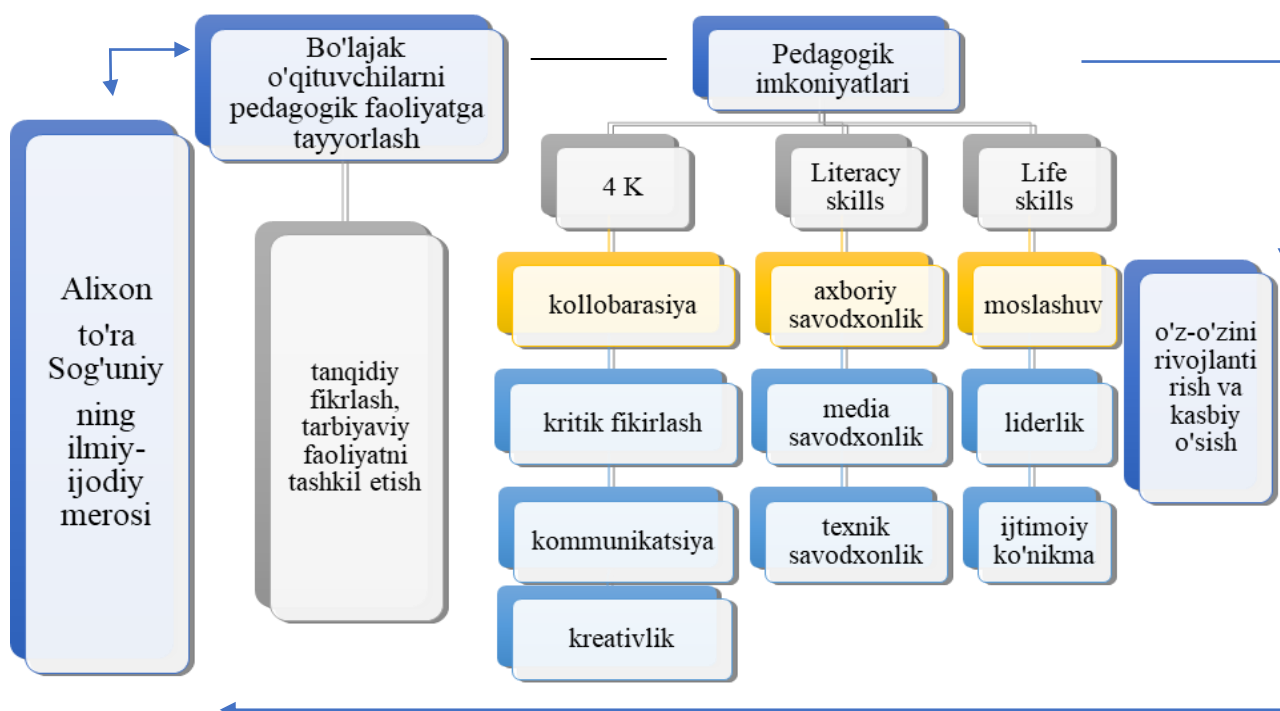 Bo'lajak
o'qituvchilarni
pedagogik faoliyatga
tayyorlash
Pedagogik
imkoniyatlari
Alixon
to'ra
Sog'uniy
ning
ilmiy-
ijodiy
merosi
tanqidiy
fikrlash,
tarbiyaviy
faoliyatni
tashkil etish
4 K
kollobarasiya
kritik fikirlash
kommunikatsiya
kreativlik
Literacy
skills
axboriy
savodxonlik
media
savodxonlik
texnik
savodxonlik
Life
skills
moslashuv
liderlik
ijtimoiy
ko'nikma
o'z-o'zini
rivojlanti
rish va
kasbiy
o'sish